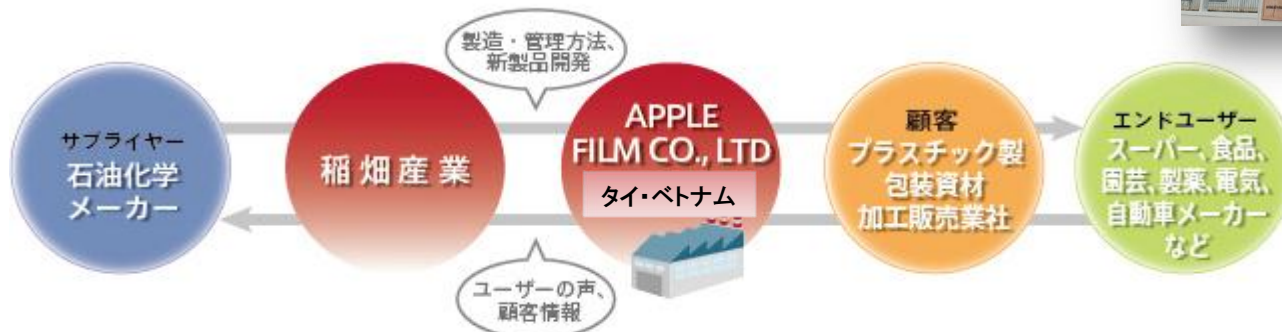 製造・管理方法、
新製品開発
サプライヤー
石油化学
メーカー
稲畑産業
APPLE
FILM CO., LTD
タイ・ベトナム
顧客
プラスチック製
包装資材
加工販売業社
エンドユーザー
スーパー、食品、
園芸、製薬、電気、
自動車メーカー
など
ユーザーの声、
顧客情報